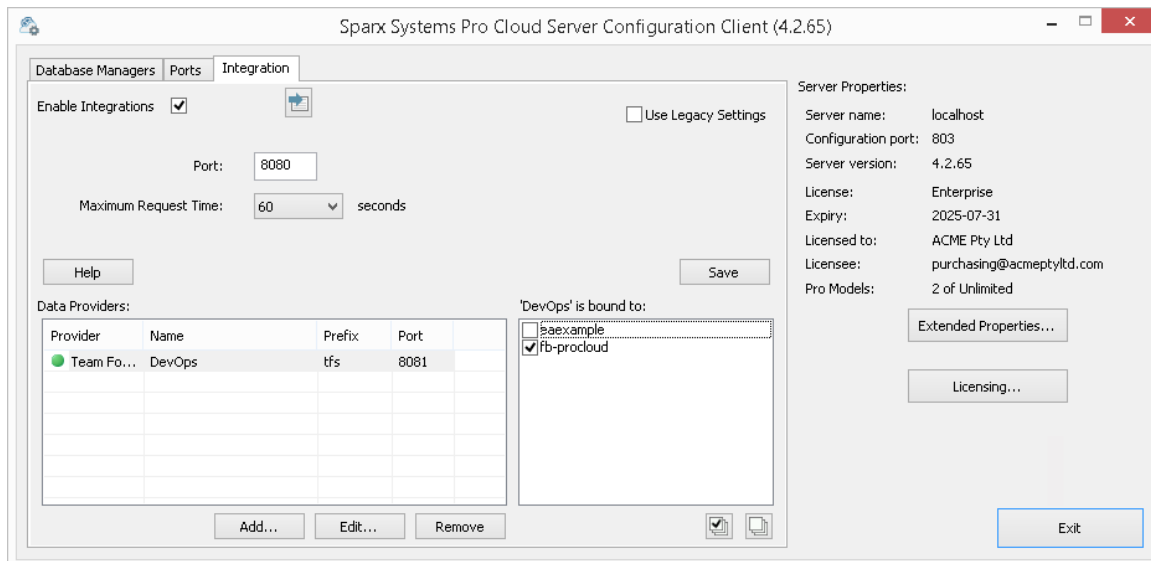 Sparx Systems Pro Cloud Server Configuration Client (4.2.65)
Database Managers Ports Integration
Enable Integrations
Use Legacy Settings
Port: 8080
Maximum Request Time: 60 seconds
Help
Save
Data Providers:
Provider Name Prefix Port
Team Fo... DevOps tfs 8081
Add... Edit... Remove
'DevOps' is bound to:
eaexample
fb-procloud
Server Properties:
Server name: localhost
Configuration port: 803
Server version: 4.2.65
License: Enterprise
Expiry: 2025-07-31
Licensed to: ACME Pty Ltd
Licensee: purchasing@acmeptyltd.com
Pro Models: 2 of Unlimited
Extended Properties...
Licensing...
Exit